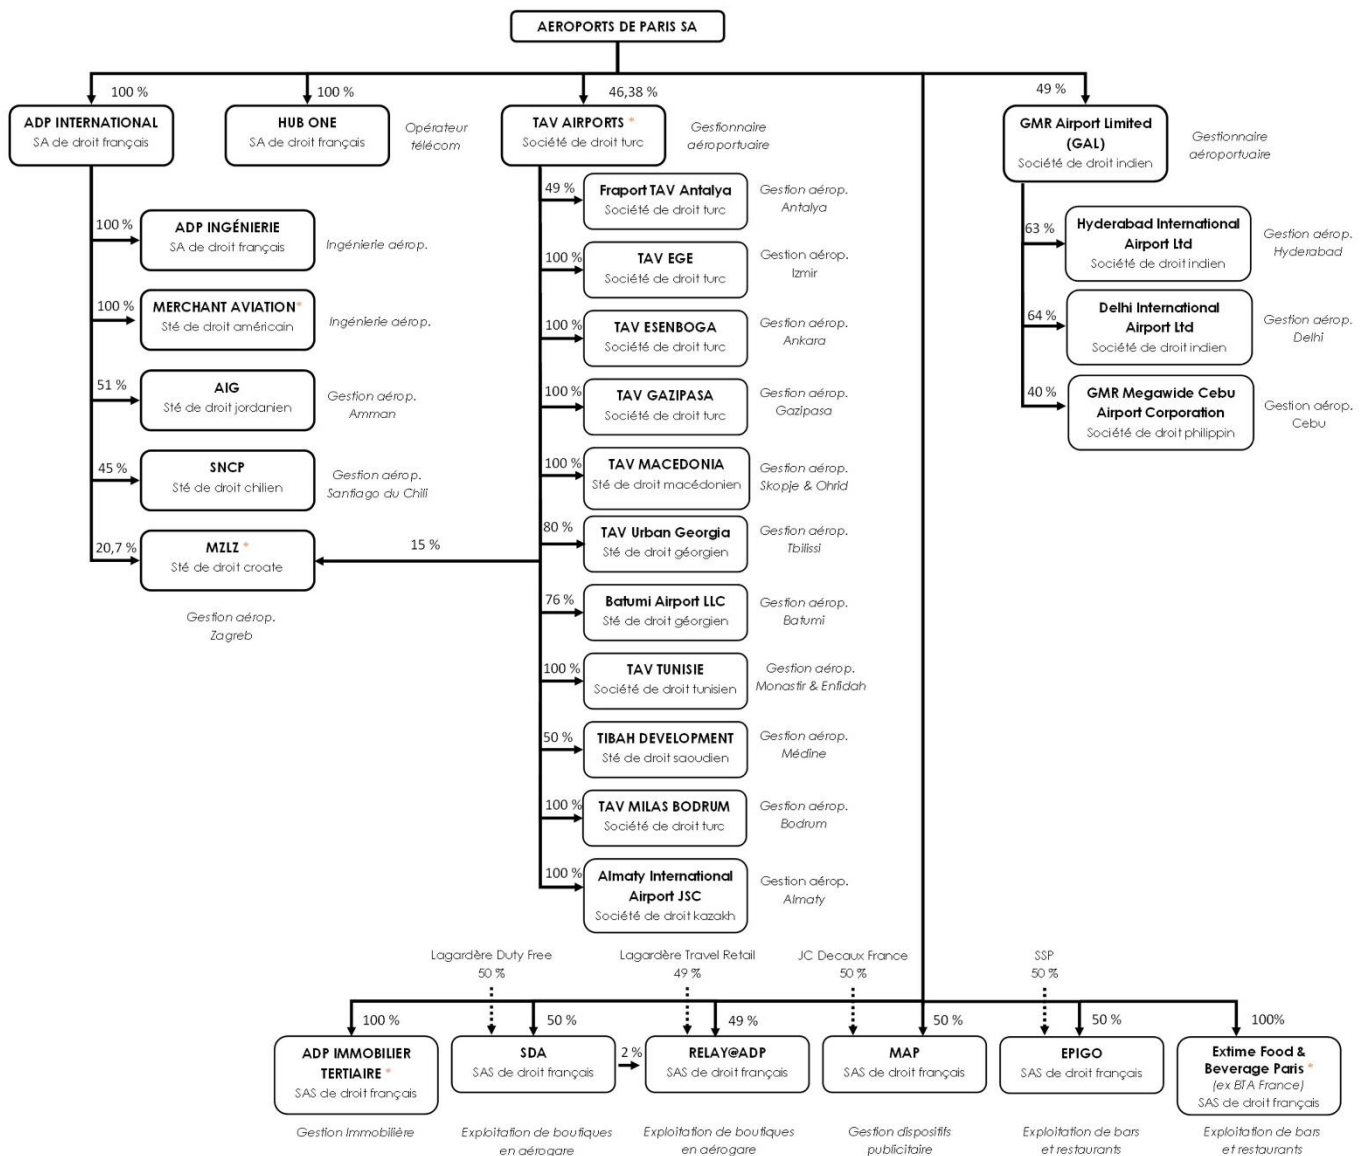 AEROPORTS DE PARIS SA
100 %
ADP INTERNATIONAL
SA de droit français
100 %
HUB ONE
SA de droit français
Opérateur
télécom
46,38 %
TAV AIRPORTS *
Société de droit turc
Gestionnaire
aéroportuaire
49 %
GMR Airport Limited
(GAL)
Société de droit indien
Gestionnaire
aéroportuaire
100 %
ADP INGÉNIERIE
SA de droit français
Ingénierie aérop.
100 %
MERCHANT AVIATION*
Sté de droit américain
Ingénierie aérop.
51 %
AIG
Sté de droit jordanien
Gestion aérop.
Amman
45 %
SNCP
Sté de droit chilien
Gestion aérop.
Santiago du Chili
20,7 %
MZLZ *
Sté de droit croate
Gestion aérop.
Zagreb
15 %
49 %
Fraport TAV Antalya
Société de droit turc
Gestion aérop.
Antalya
100 %
TAV EGE
Société de droit turc
Gestion aérop.
Izmir
100 %
TAV ESENBOGA
Société de droit turc
Gestion aérop.
Ankara
100 %
TAV GAZIPASA
Société de droit turc
Gestion aérop.
Gazipasa
100 %
TAV MACEDONIA
Sté de droit macédonien
Gestion aérop.
Skopje & Ohrid
80 %
TAV Urban Georgia
Sté de droit géorgien
Gestion aérop.
Tbilissi
76 %
Batumi Airport LLC
Sté de droit géorgien
Gestion aérop.
Batumi
100 %
TAV TUNISIE
Société de droit tunisien
Gestion aérop.
Monastir & Enfidah
50 %
TIBAH DEVELOPMENT
Sté de droit saoudien
Gestion aérop.
Médine
100 %
TAV MILAS BODRUM
Société de droit turc
Gestion aérop.
Bodrum
100 %
Almaty International
Airport JSC
Société de droit kazakh
Gestion aérop.
Almaty
63 %
Hyderabad International
Airport Ltd
Société de droit indien
Gestion aérop.
Hyderabad
64 %
Delhi International
Airport Ltd
Société de droit indien
Gestion aérop.
Delhi
40 %
GMR Megawide Cebu
Airport Corporation
Société de droit philippin
Gestion aérop.
Cebu
Lagardère Duty Free
50 %
Lagardère Travel Retail
49 %
JC Decaux France
50 %
SSP
50 %
100 %
ADP IMMOBILIER
TERTIAIRE *
SAS de droit français
Gestion Immobilière
50 %
SDA
SAS de droit français
Exploitation de boutiques
en aérogare
2 %
49 %
RELAY@ADP
SAS de droit français
Exploitation de boutiques
en aérogare
50 %
MAP
SAS de droit français
Gestion dispositifs
publicitaire
50 %
EPIGO
SAS de droit français
Exploitation de bars
et restaurants
100%
Extime Food &
Beverage Paris *
(ex BTA France)
SAS de droit français
Exploitation de bars
et restaurants